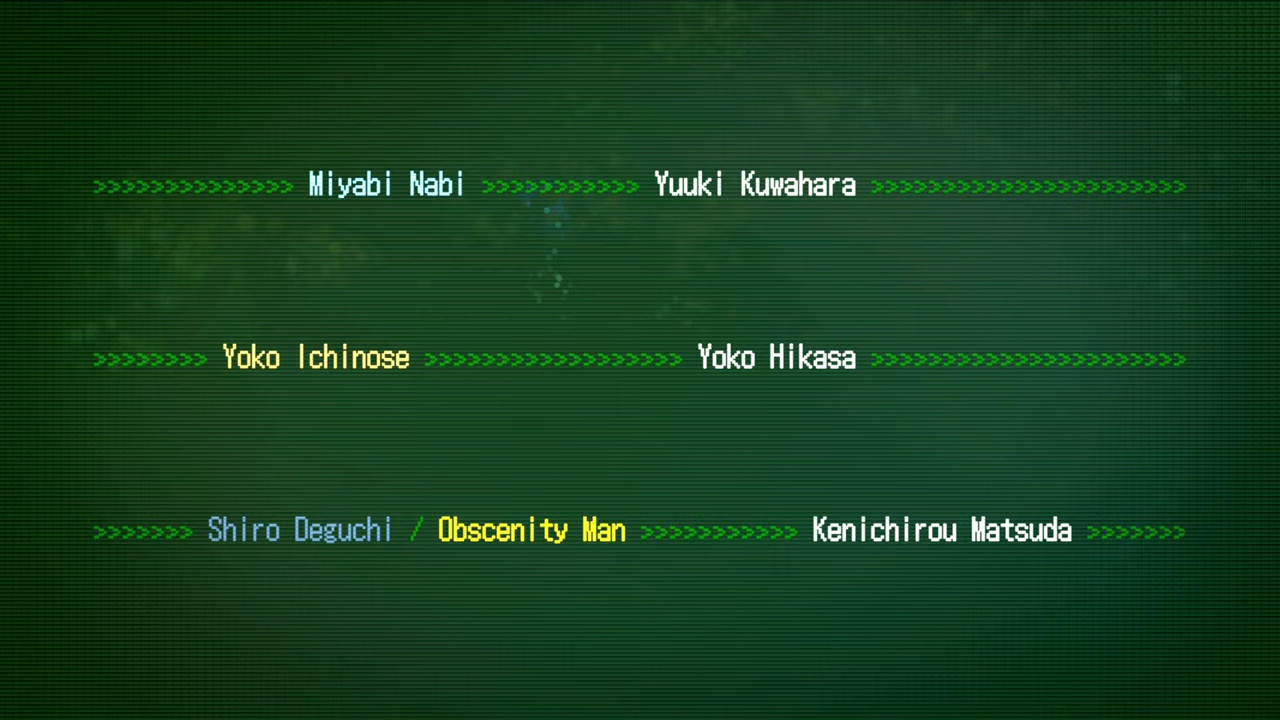 >>>>>>>>>>>>>> Miyabi Nabi >>>>>>>>>>> Yuuki Kuwahara >>>>>>>>>>>>>>>>>>>>>>
>>>>>>>> Yoko Ichinose >>>>>>>>>>>>>>>>>> Yoko Hikasa >>>>>>>>>>>>>>>>>>>>>>
>>>>>>> Shiro Deguchi / Obscenity Man >>>>>>>>>>> Kenichirou Matsuda >>>>>>>